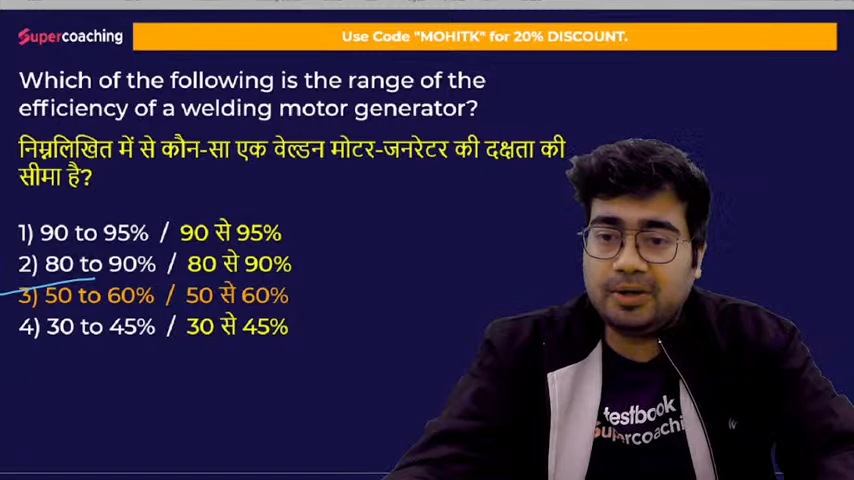 Supercoaching
Use Code "MOHITK" for 20% DISCOUNT.
Which of the following is the range of the
efficiency of a welding motor generator?
निम्नलिखित में से कौन-सा एक वेल्डन मोटर-जनरेटर की दक्षता की
सीमा है?
1) 90 to 95% / 90 से 95%
2) 80 to 90% / 80 से 90%
3) 50 to 60% / 50 से 60%
4) 30 to 45% / 30 से 45%
testbook
Supercoachi